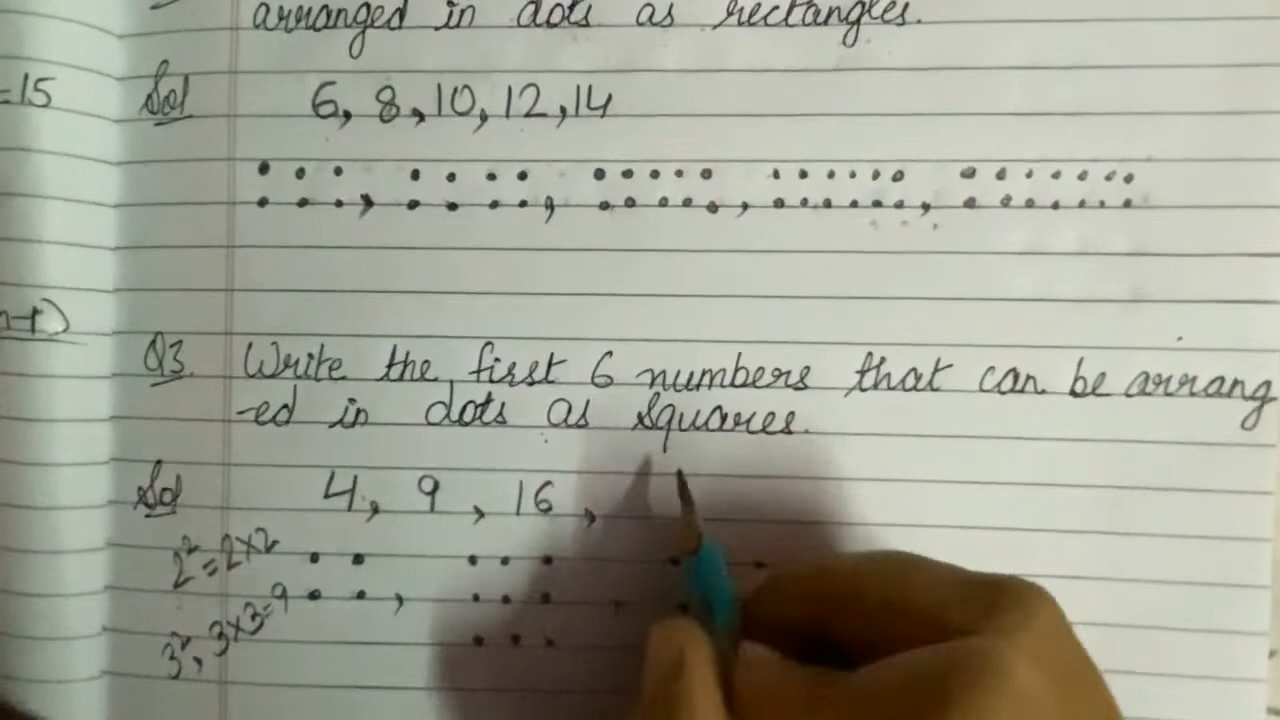 arranged in dots as rectangles.
=15
Sol 6, 8, 10, 12, 14
Q3. Write the first 6 numbers that can be arrang
-ed in dots as squares.
Sol 4, 9, 16,
2²=2×2
3², 3×3=9